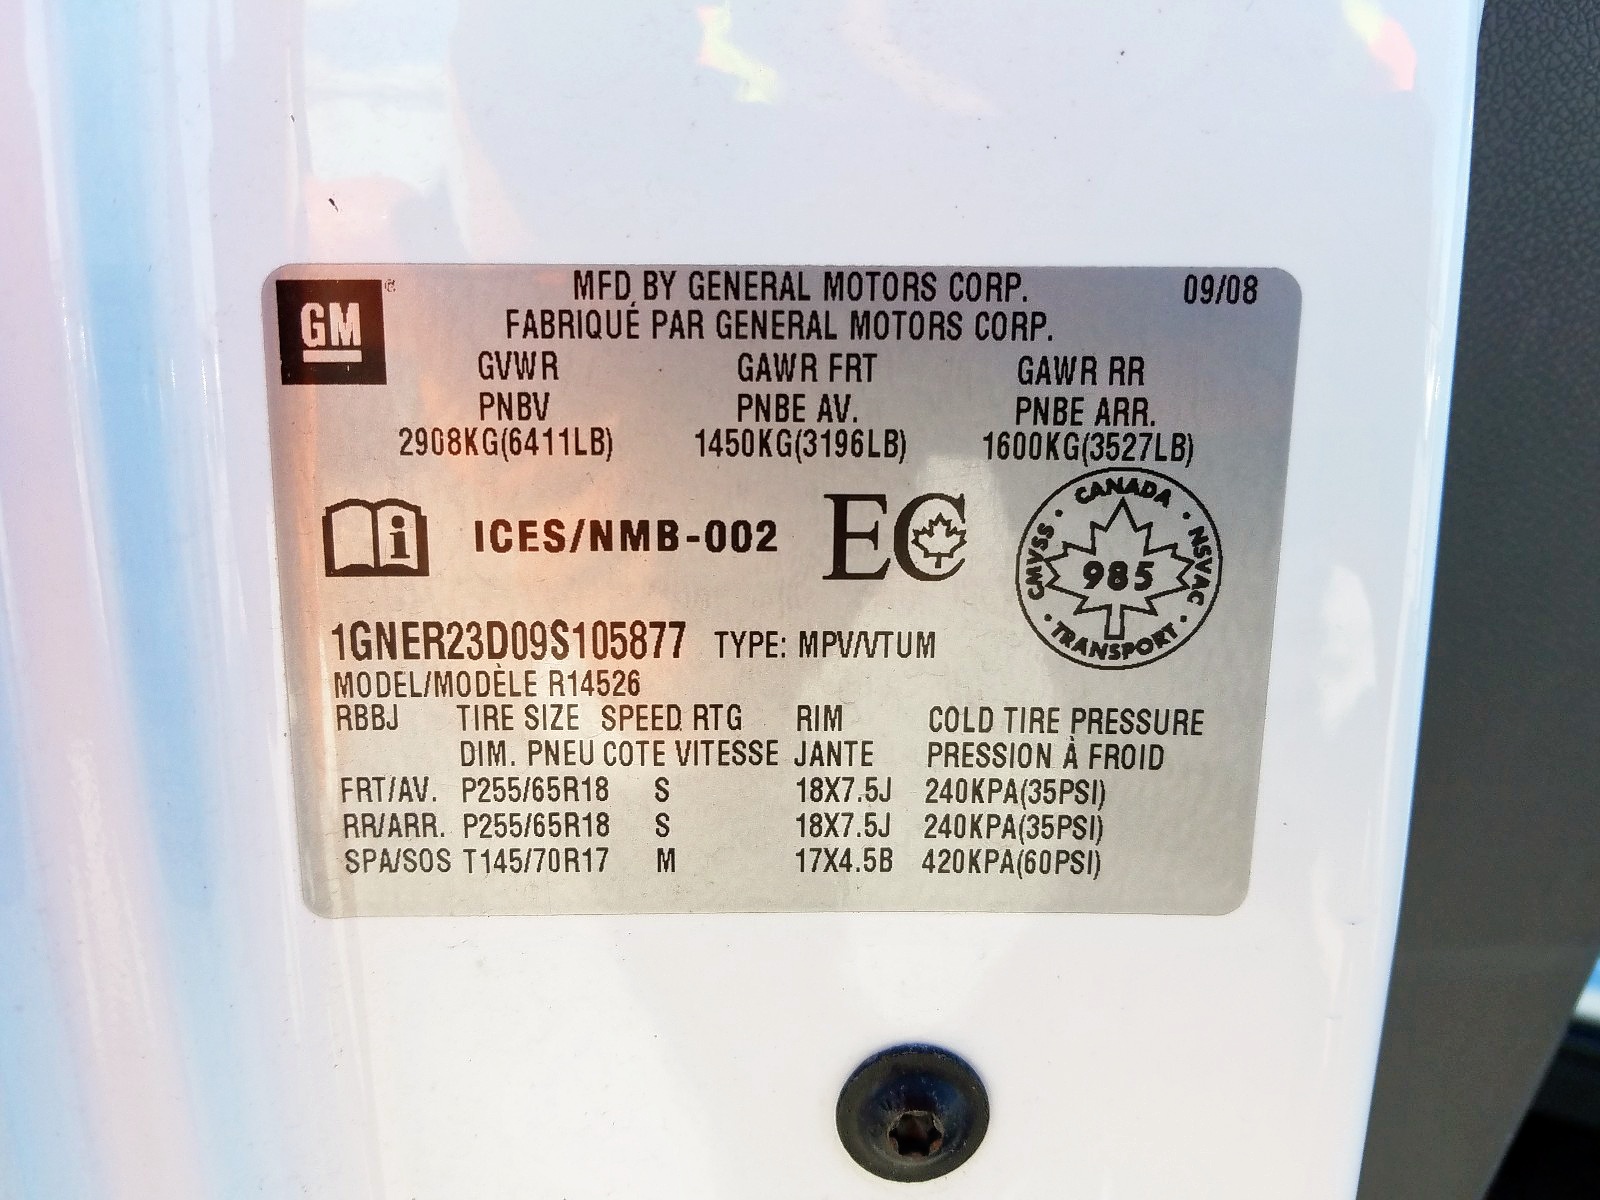 GM
MFD BY GENERAL MOTORS CORP. 09/08
FABRIQUÉ PAR GENERAL MOTORS CORP.
GVWR GAWR FRT GAWR RR
PNBV PNBE AV. PNBE ARR.
2908KG(6411LB) 1450KG(3196LB) 1600KG(3527LB)
i ICES/NMB-002 EC
CANADA · NSVAC · TRANSPORT · CMVSS ·
985
1GNER23D09S105877 TYPE: MPV/VTUM
MODEL/MODÈLE R14526
RBBJ TIRE SIZE SPEED RTG RIM COLD TIRE PRESSURE
DIM. PNEU COTE VITESSE JANTE PRESSION À FROID
FRT/AV. P255/65R18 S 18X7.5J 240KPA(35PSI)
RR/ARR. P255/65R18 S 18X7.5J 240KPA(35PSI)
SPA/SOS T145/70R17 M 17X4.5B 420KPA(60PSI)